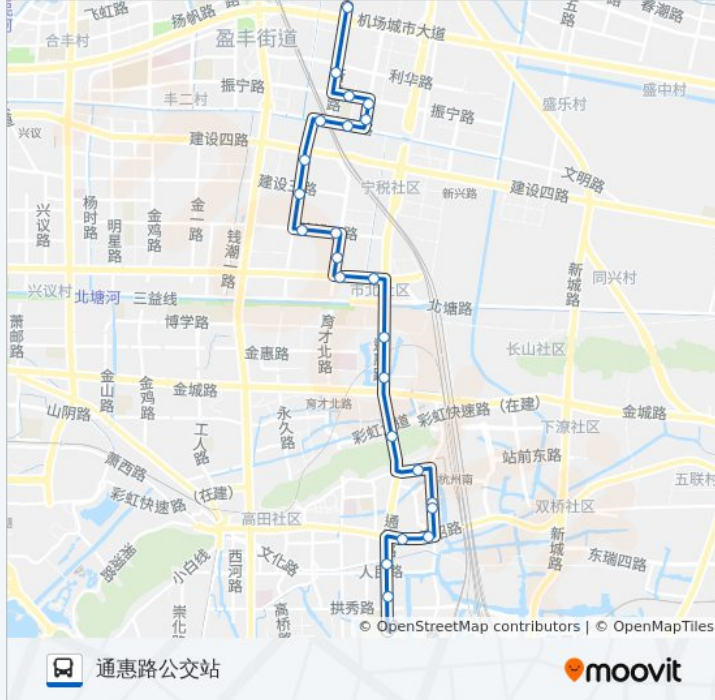 飞虹路
扬帆路
五路
春潮路
合丰村
盈丰街道
机场城市大道
振宁路
利华路
盛中村
丰二村
路
振宁路
盛乐村
兴议
建设四路
文明路
宁税社区
建设四路
新兴路
兴议路
杨时路
明星路
金鸡路
金一路
钱潮一路
路
新城路
同兴村
兴议村
北塘河
三益线
市北社区
北塘路
萧邮路
博学路
育才北路
金惠路
长山社区
金山路
金鸡路
金城路
育才北路
彩虹快速路（在建）
金城路
山阴路
永久路
工人路
下潦社区
站前东路
萧西路
杭州南
五联村
彩虹快速路（在建）
高田社区
通
双桥社区
新城路
小白线
西河路
文化路
东瑞四路
崇化路
高桥路
拱秀路
© OpenStreetMap contributors | © OpenMapTiles
通惠路公交站
moovit